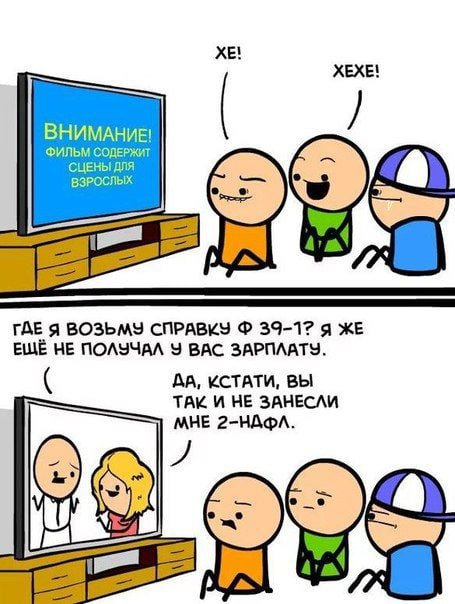 ХЕ!
ХЕХЕ!
ВНИМАНИЕ!
ФИЛЬМ СОДЕРЖИТ
СЦЕНЫ ДЛЯ
ВЗРОСЛЫХ
ГДЕ Я ВОЗЬМУ СПРАВКУ Ф 39-1? Я ЖЕ
ЕЩЁ НЕ ПОЛУЧАЛ У ВАС ЗАРПЛАТУ.
ДА, КСТАТИ, ВЫ
ТАК И НЕ ЗАНЕСЛИ
МНЕ 2-НДФЛ.